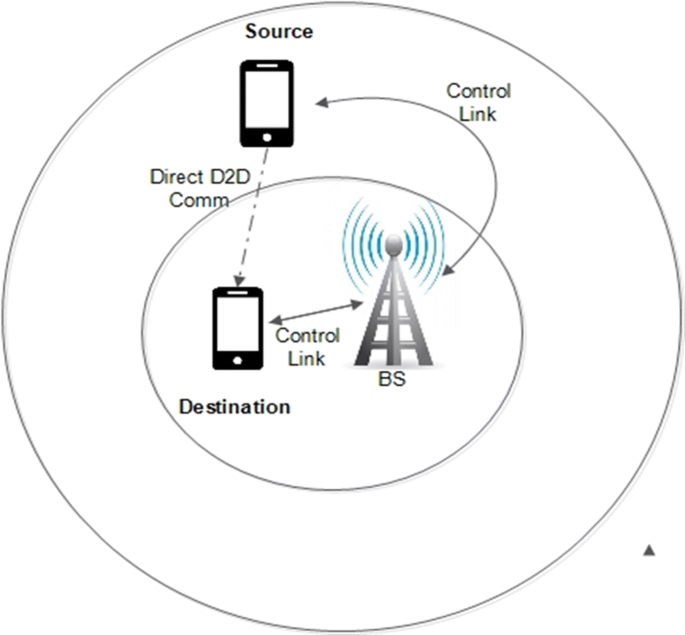 Source
Control
Link
Direct D2D
Comm
Control
Link
BS
Destination